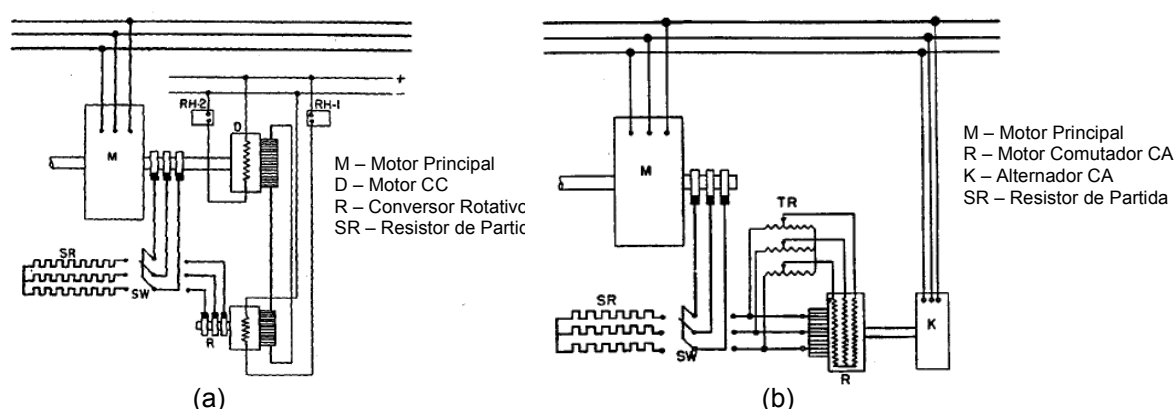 RH-2
RH-1
+
D
M
SR
SW
R
M – Motor Principal
D – Motor CC
R – Conversor Rotativo
SR – Resistor de Partid
(a)
M
TR
SR
SW
R
K
M – Motor Principal
R – Motor Comutador CA
K – Alternador CA
SR – Resistor de Partida
(b)